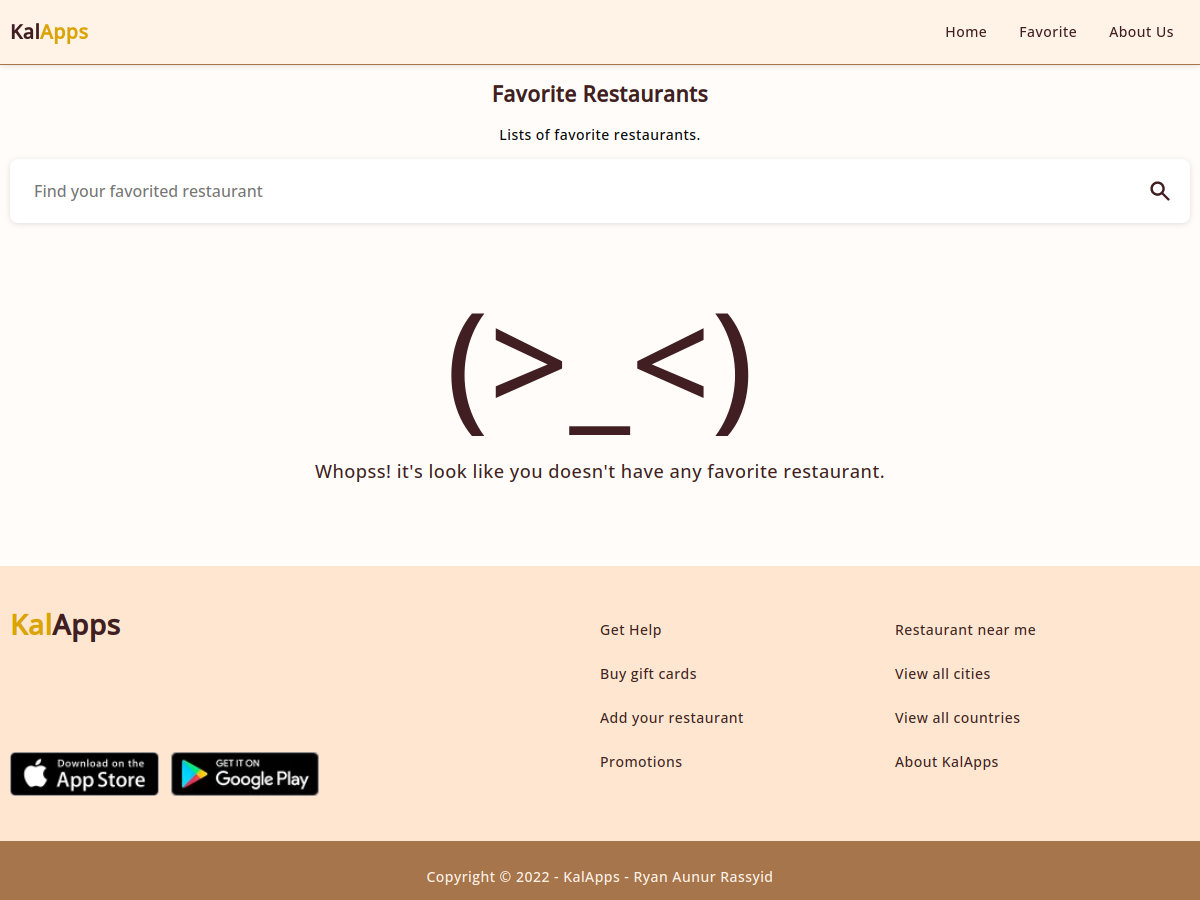 KalApps
Home Favorite About Us
Favorite Restaurants
Lists of favorite restaurants.
Find your favorited restaurant
(>_<)
Whopss! it's look like you doesn't have any favorite restaurant.
KalApps
Get Help
Buy gift cards
Add your restaurant
Promotions
Restaurant near me
View all cities
View all countries
About KalApps
Download on the
App Store
GET IT ON
Google Play
Copyright © 2022 - KalApps - Ryan Aunur Rassyid